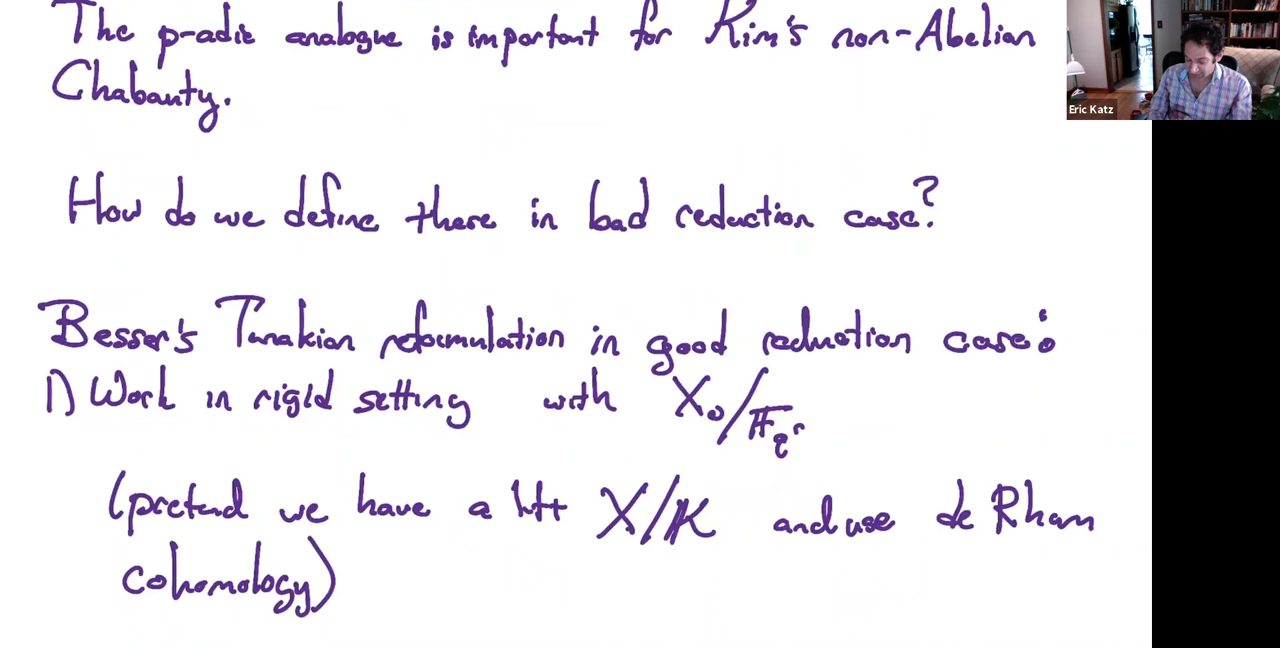 The p-adic analogue is important for Kim's non-Abelian
Chabauty.
How do we define these in bad reduction case?
Besser's Tanakian reformulation in good reduction case:
1) Work in rigid setting with X₀/𝔽_qʳ
(pretend we have a lift X/K and use de Rham
cohomology)
Eric Katz